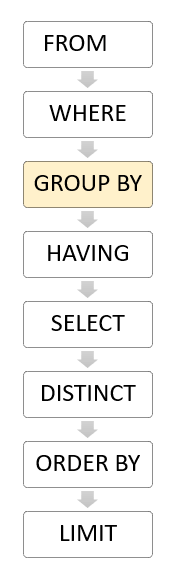 FROM
WHERE
GROUP BY
HAVING
SELECT
DISTINCT
ORDER BY
LIMIT